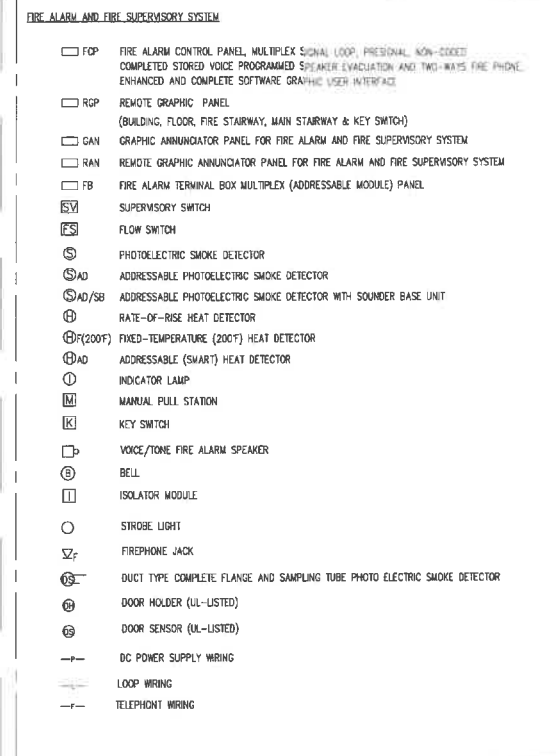 FIRE ALARM AND FIRE SUPERVISORY SYSTEM
FCP FIRE ALARM CONTROL PANEL, MULTIPLEX SIGNAL LOOP, PRESIGNAL, NON-CODED
COMPLETED STORED VOICE PROGRAMMED SPEAKER EVACUATION AND TWO-WAYS FIRE PHONE,
ENHANCED AND COMPLETE SOFTWARE GRAPHIC USER INTERFACE
RGP REMOTE GRAPHIC PANEL
(BUILDING, FLOOR, FIRE STAIRWAY, MAIN STAIRWAY & KEY SWITCH)
GAN GRAPHIC ANNUNCIATOR PANEL FOR FIRE ALARM AND FIRE SUPERVISORY SYSTEM
RAN REMOTE GRAPHIC ANNUNCIATOR PANEL FOR FIRE ALARM AND FIRE SUPERVISORY SYSTEM
FB FIRE ALARM TERMINAL BOX MULTIPLEX (ADDRESSABLE MODULE) PANEL
SV SUPERVISORY SWITCH
FS FLOW SWITCH
S PHOTOELECTRIC SMOKE DETECTOR
S AD ADDRESSABLE PHOTOELECTRIC SMOKE DETECTOR
S AD/SB ADDRESSABLE PHOTOELECTRIC SMOKE DETECTOR WITH SOUNDER BASE UNIT
H RATE-OF-RISE HEAT DETECTOR
H F(200°F) FIXED-TEMPERATURE (200°F) HEAT DETECTOR
H AD ADDRESSABLE (SMART) HEAT DETECTOR
I INDICATOR LAMP
M MANUAL PULL STATION
K KEY SWITCH
VOICE/TONE FIRE ALARM SPEAKER
B BELL
I ISOLATOR MODULE
STROBE LIGHT
F FIREPHONE JACK
DS DUCT TYPE COMPLETE FLANGE AND SAMPLING TUBE PHOTO ELECTRIC SMOKE DETECTOR
DH DOOR HOLDER (UL-LISTED)
DS DOOR SENSOR (UL-LISTED)
—P— DC POWER SUPPLY WIRING
LOOP WIRING
—F— TELEPHONT WIRING